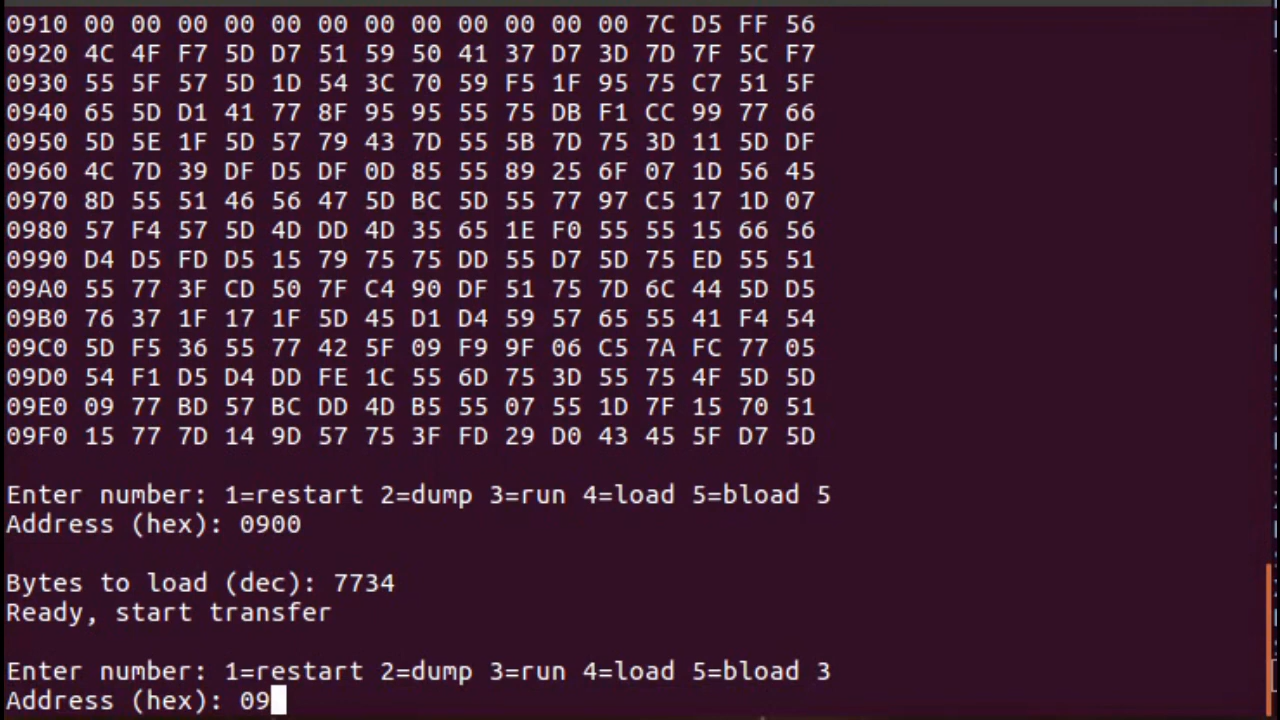 0910 00 00 00 00 00 00 00 00 00 00 00 00 7C D5 FF 56
0920 4C 4F F7 5D D7 51 59 50 41 37 D7 3D 7D 7F 5C F7
0930 55 5F 57 5D 1D 54 3C 70 59 F5 1F 95 75 C7 51 5F
0940 65 5D D1 41 77 8F 95 95 55 75 DB F1 CC 99 77 66
0950 5D 5E 1F 5D 57 79 43 7D 55 5B 7D 75 3D 11 5D DF
0960 4C 7D 39 DF D5 DF 0D 85 55 89 25 6F 07 1D 56 45
0970 8D 55 51 46 56 47 5D BC 5D 55 77 97 C5 17 1D 07
0980 57 F4 57 5D 4D DD 4D 35 65 1E F0 55 55 15 66 56
0990 D4 D5 FD D5 15 79 75 75 DD 55 D7 5D 75 ED 55 51
09A0 55 77 3F CD 50 7F C4 90 DF 51 75 7D 6C 44 5D D5
09B0 76 37 1F 17 1F 5D 45 D1 D4 59 57 65 55 41 F4 54
09C0 5D F5 36 55 77 42 5F 09 F9 9F 06 C5 7A FC 77 05
09D0 54 F1 D5 D4 DD FE 1C 55 6D 75 3D 55 75 4F 5D 5D
09E0 09 77 BD 57 BC DD 4D B5 55 07 55 1D 7F 15 70 51
09F0 15 77 7D 14 9D 57 75 3F FD 29 D0 43 45 5F D7 5D
Enter number: 1=restart 2=dump 3=run 4=load 5=bload 5
Address (hex): 0900
Bytes to load (dec): 7734
Ready, start transfer
Enter number: 1=restart 2=dump 3=run 4=load 5=bload 3
Address (hex): 09